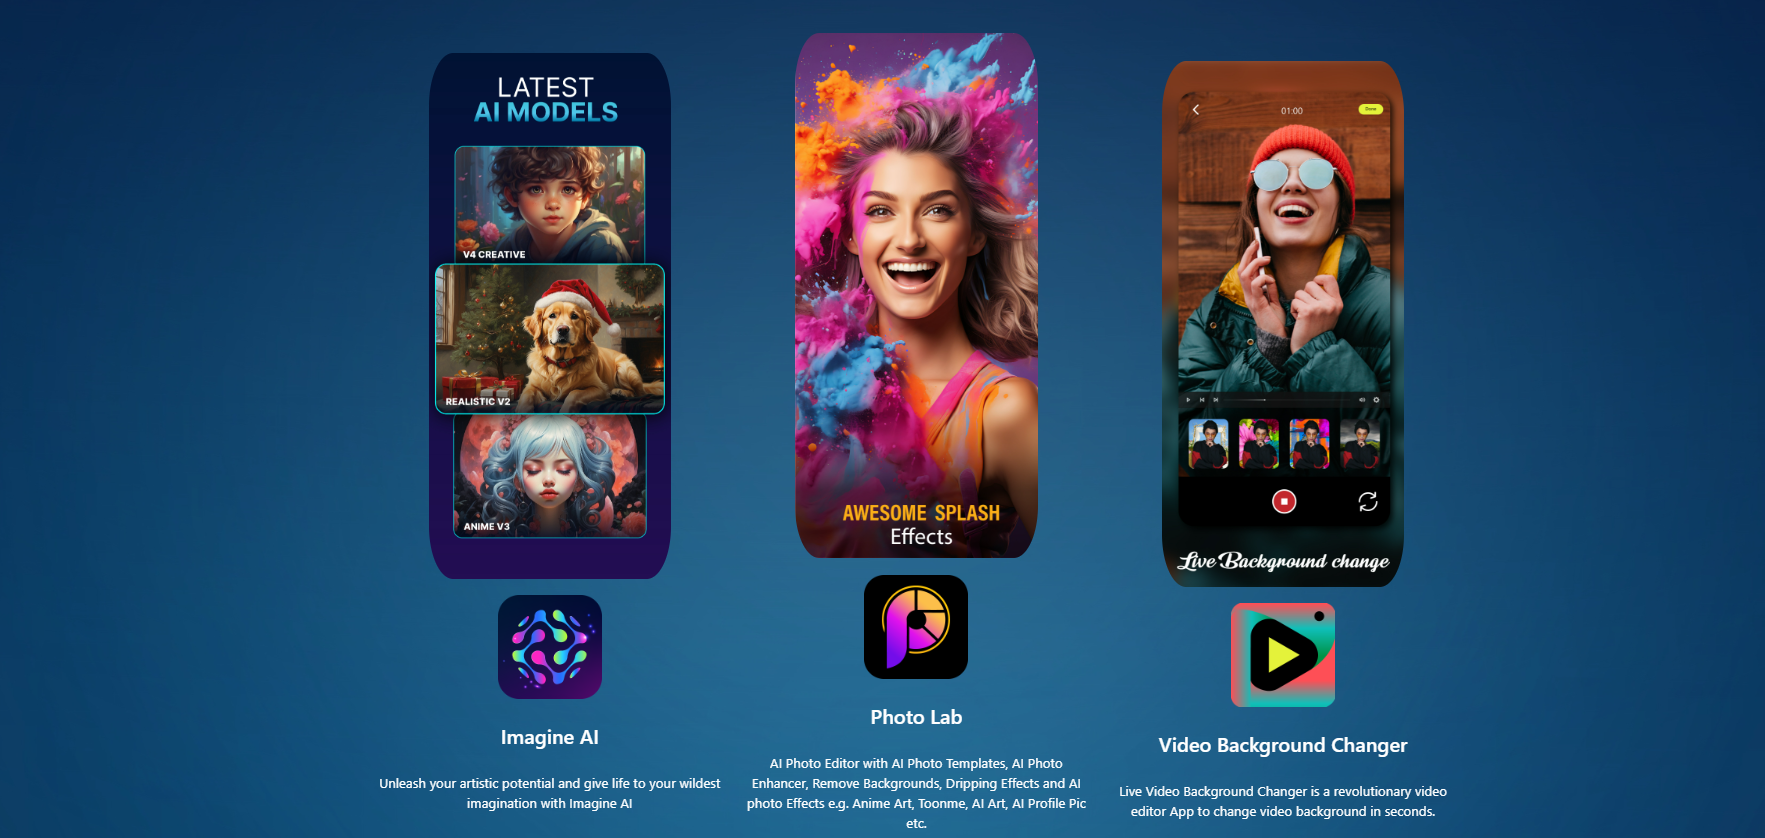 LATEST
AI MODELS
V4 CREATIVE
REALISTIC V2
ANIME V3
Imagine AI
Unleash your artistic potential and give life to your wildest
imagination with Imagine AI
AWESOME SPLASH
Effects
Photo Lab
AI Photo Editor with AI Photo Templates, AI Photo
Enhancer, Remove Backgrounds, Dripping Effects and AI
photo Effects e.g. Anime Art, Toonme, AI Art, AI Profile Pic
etc.
01:00
Done
Live Background change
Video Background Changer
Live Video Background Changer is a revolutionary video
editor App to change video background in seconds.